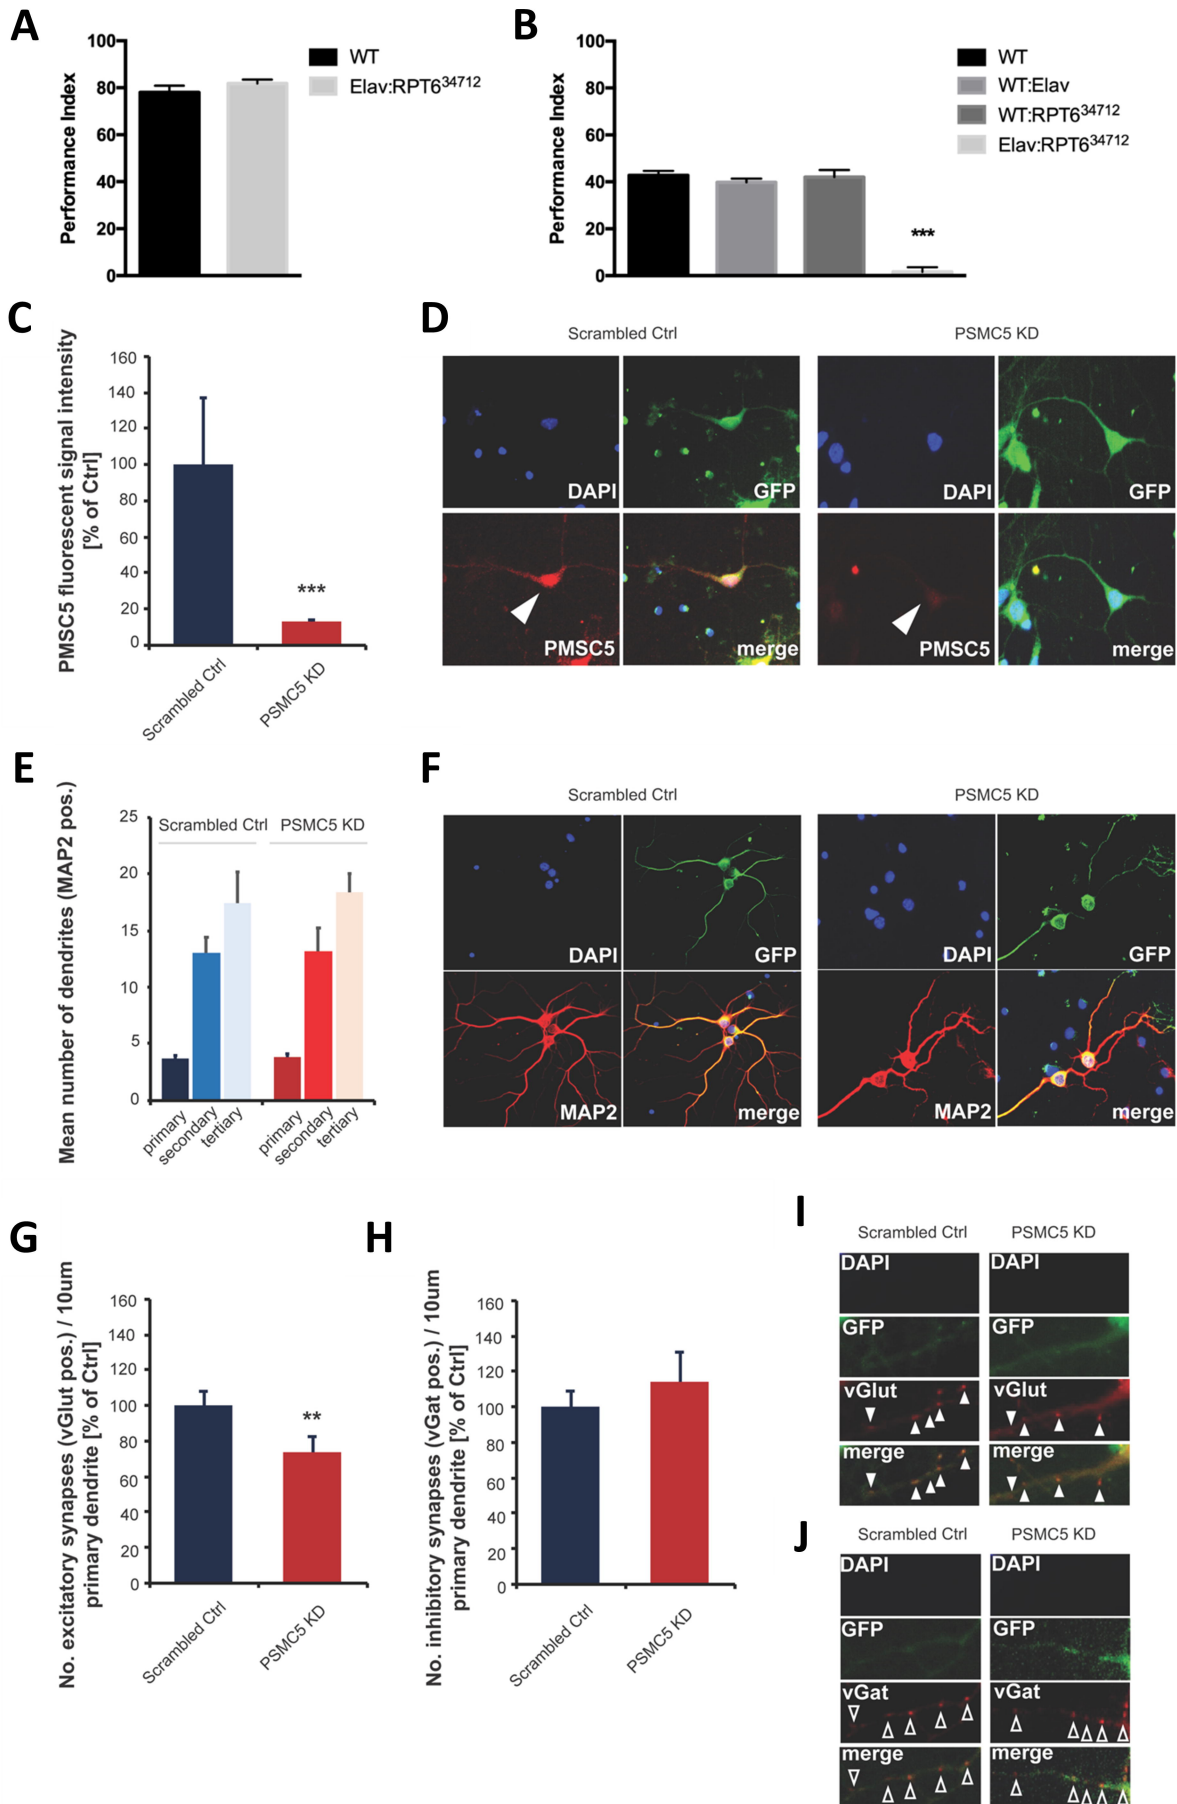 A
Performance Index
100
80
60
40
20
0
WT
Elav:RPT6³⁴⁷¹²
B
Performance Index
100
80
60
40
20
0
***
WT
WT:Elav
WT:RPT6³⁴⁷¹²
Elav:RPT6³⁴⁷¹²
C
PMSC5 fluorescent signal intensity
[% of Ctrl]
160
140
120
100
80
60
40
20
0
***
Scrambled Ctrl
PSMC5 KD
D
Scrambled Ctrl
PSMC5 KD
DAPI
GFP
DAPI
GFP
PMSC5
merge
PMSC5
merge
E
Mean number of dendrites (MAP2 pos.)
25
20
15
10
5
0
Scrambled Ctrl
PSMC5 KD
primary
secondary
tertiary
primary
secondary
tertiary
F
Scrambled Ctrl
PSMC5 KD
DAPI
GFP
DAPI
GFP
MAP2
merge
MAP2
merge
G
No. excitatory synapses (vGlut pos.) / 10um
primary dendrite [% of Ctrl]
160
140
120
100
80
60
40
20
0
**
Scrambled Ctrl
PSMC5 KD
H
No. inhibitory synapses (vGat pos.) / 10um
primary dendrite [% of Ctrl]
160
140
120
100
80
60
40
20
0
Scrambled Ctrl
PSMC5 KD
I
Scrambled Ctrl
PSMC5 KD
DAPI
DAPI
GFP
GFP
vGlut
vGlut
merge
merge
J
Scrambled Ctrl
PSMC5 KD
DAPI
DAPI
GFP
GFP
vGat
vGat
merge
merge